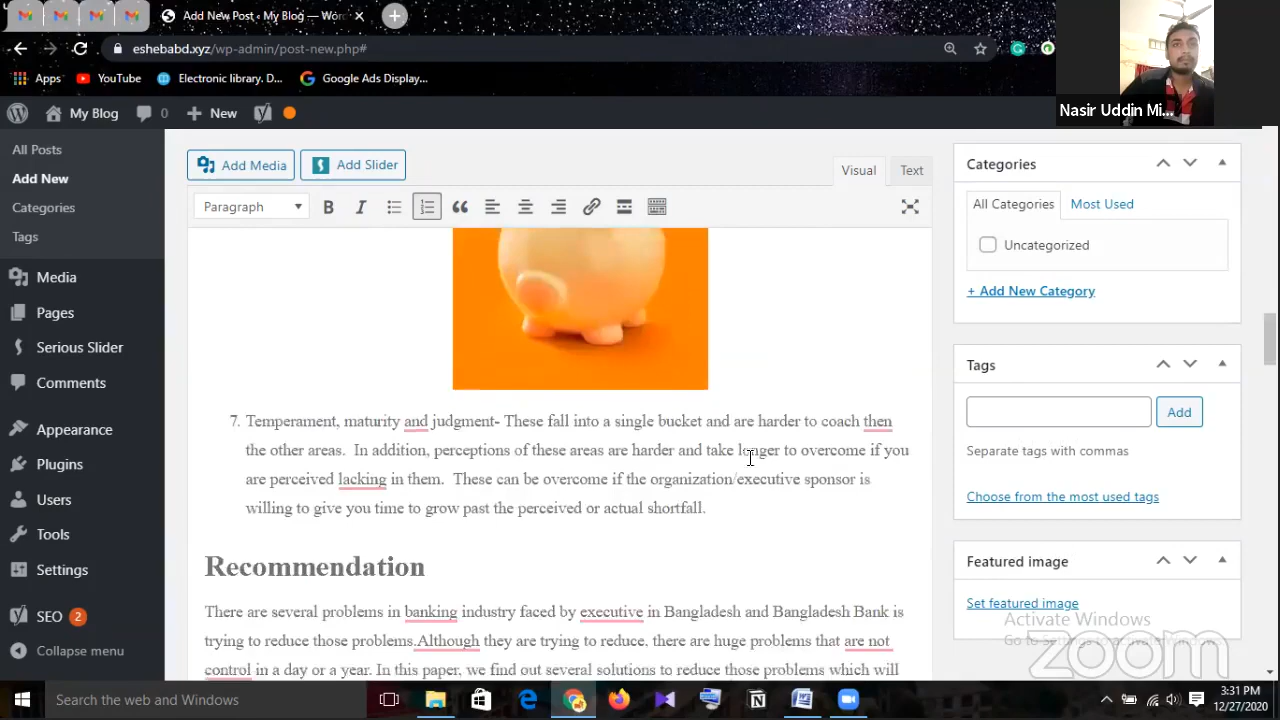 Add New Post ‹ My Blog — Wor
eshebabd.xyz/wp-admin/post-new.php#
Apps
YouTube
Electronic library. D...
Google Ads Display...
Nasir Uddin Mi...
My Blog
0
New
All Posts
Add New
Categories
Tags
Media
Pages
Serious Slider
Comments
Appearance
Plugins
Users
Tools
Settings
SEO 2
Collapse menu
Add Media
Add Slider
Visual
Text
Paragraph
B I
7. Temperament, maturity and judgment- These fall into a single bucket and are harder to coach then
the other areas. In addition, perceptions of these areas are harder and take longer to overcome if you
are perceived lacking in them. These can be overcome if the organization/executive sponsor is
willing to give you time to grow past the perceived or actual shortfall.
Recommendation
There are several problems in banking industry faced by executive in Bangladesh and Bangladesh Bank is
trying to reduce those problems.Although they are trying to reduce, there are huge problems that are not
control in a day or a year. In this paper, we find out several solutions to reduce those problems which will
Categories
All Categories
Most Used
Uncategorized
+ Add New Category
Tags
Add
Separate tags with commas
Choose from the most used tags
Featured image
Set featured image
Activate Windows
zoom
Search the web and Windows
3:31 PM
12/27/2020